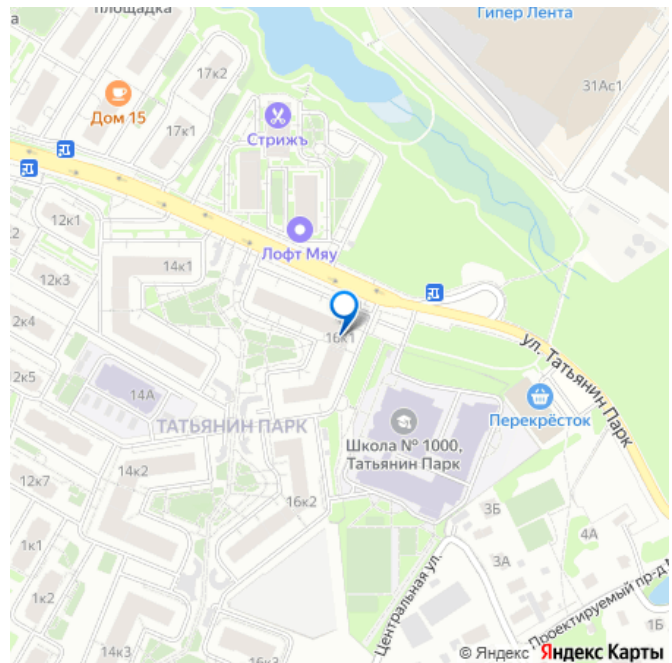 площадка
а
Гипер Лента
31Ас1
17к2
Дом 15
17к1
Стрижъ
12к1
2
Лофт Мяу
14к1
12к3
2к4
16к1
ул. Татьянин Парк
2к5
14А
Перекрёсток
ТАТЬЯНИН ПАРК
Школа № 1000,
Татьянин Парк
14к2
12к7
16к2
3Б
4А
1к1
3А
Центральная ул.
1к2
Проектируемый пр-д
1Б
24к3
© Яндекс Яндекс Карты